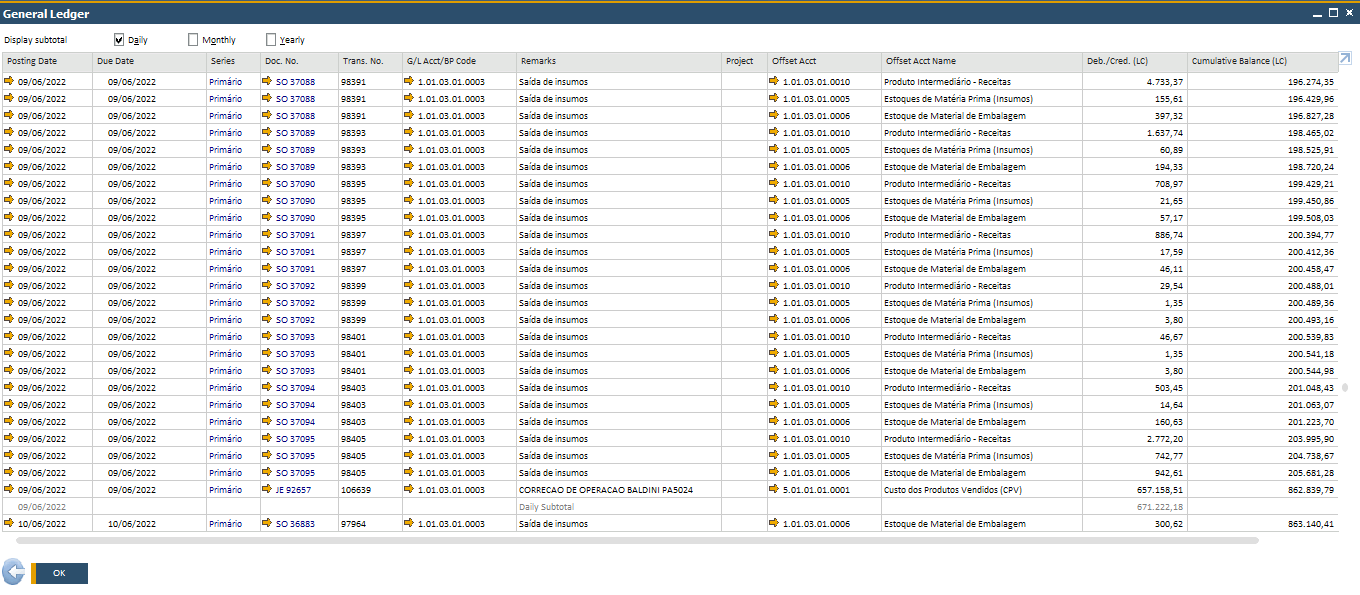 General Ledger
Display subtotal Daily Monthly Yearly
Posting Date Due Date Series Doc. No. Trans. No. G/L Acct/BP Code Remarks Project Offset Acct Offset Acct Name Deb./Cred. (LC) Cumulative Balance (LC)
09/06/2022 09/06/2022 Primário SO 37088 98391 1.01.03.01.0003 Saída de insumos 1.01.03.01.0010 Produto Intermediário - Receitas 4.733,37 196.274,35
09/06/2022 09/06/2022 Primário SO 37088 98391 1.01.03.01.0003 Saída de insumos 1.01.03.01.0005 Estoques de Matéria Prima (Insumos) 155,61 196.429,96
09/06/2022 09/06/2022 Primário SO 37088 98391 1.01.03.01.0003 Saída de insumos 1.01.03.01.0006 Estoque de Material de Embalagem 397,32 196.827,28
09/06/2022 09/06/2022 Primário SO 37089 98393 1.01.03.01.0003 Saída de insumos 1.01.03.01.0010 Produto Intermediário - Receitas 1.637,74 198.465,02
09/06/2022 09/06/2022 Primário SO 37089 98393 1.01.03.01.0003 Saída de insumos 1.01.03.01.0005 Estoques de Matéria Prima (Insumos) 60,89 198.525,91
09/06/2022 09/06/2022 Primário SO 37089 98393 1.01.03.01.0003 Saída de insumos 1.01.03.01.0006 Estoque de Material de Embalagem 194,33 198.720,24
09/06/2022 09/06/2022 Primário SO 37090 98395 1.01.03.01.0003 Saída de insumos 1.01.03.01.0010 Produto Intermediário - Receitas 708,97 199.429,21
09/06/2022 09/06/2022 Primário SO 37090 98395 1.01.03.01.0003 Saída de insumos 1.01.03.01.0005 Estoques de Matéria Prima (Insumos) 21,65 199.450,86
09/06/2022 09/06/2022 Primário SO 37090 98395 1.01.03.01.0003 Saída de insumos 1.01.03.01.0006 Estoque de Material de Embalagem 57,17 199.508,03
09/06/2022 09/06/2022 Primário SO 37091 98397 1.01.03.01.0003 Saída de insumos 1.01.03.01.0010 Produto Intermediário - Receitas 886,74 200.394,77
09/06/2022 09/06/2022 Primário SO 37091 98397 1.01.03.01.0003 Saída de insumos 1.01.03.01.0005 Estoques de Matéria Prima (Insumos) 17,59 200.412,36
09/06/2022 09/06/2022 Primário SO 37091 98397 1.01.03.01.0003 Saída de insumos 1.01.03.01.0006 Estoque de Material de Embalagem 46,11 200.458,47
09/06/2022 09/06/2022 Primário SO 37092 98399 1.01.03.01.0003 Saída de insumos 1.01.03.01.0010 Produto Intermediário - Receitas 29,54 200.488,01
09/06/2022 09/06/2022 Primário SO 37092 98399 1.01.03.01.0003 Saída de insumos 1.01.03.01.0005 Estoques de Matéria Prima (Insumos) 1,35 200.489,36
09/06/2022 09/06/2022 Primário SO 37092 98399 1.01.03.01.0003 Saída de insumos 1.01.03.01.0006 Estoque de Material de Embalagem 3,80 200.493,16
09/06/2022 09/06/2022 Primário SO 37093 98401 1.01.03.01.0003 Saída de insumos 1.01.03.01.0010 Produto Intermediário - Receitas 46,67 200.539,83
09/06/2022 09/06/2022 Primário SO 37093 98401 1.01.03.01.0003 Saída de insumos 1.01.03.01.0005 Estoques de Matéria Prima (Insumos) 1,35 200.541,18
09/06/2022 09/06/2022 Primário SO 37093 98401 1.01.03.01.0003 Saída de insumos 1.01.03.01.0006 Estoque de Material de Embalagem 3,80 200.544,98
09/06/2022 09/06/2022 Primário SO 37094 98403 1.01.03.01.0003 Saída de insumos 1.01.03.01.0010 Produto Intermediário - Receitas 503,45 201.048,43
09/06/2022 09/06/2022 Primário SO 37094 98403 1.01.03.01.0003 Saída de insumos 1.01.03.01.0005 Estoques de Matéria Prima (Insumos) 14,64 201.063,07
09/06/2022 09/06/2022 Primário SO 37094 98403 1.01.03.01.0003 Saída de insumos 1.01.03.01.0006 Estoque de Material de Embalagem 160,63 201.223,70
09/06/2022 09/06/2022 Primário SO 37095 98405 1.01.03.01.0003 Saída de insumos 1.01.03.01.0010 Produto Intermediário - Receitas 2.772,20 203.995,90
09/06/2022 09/06/2022 Primário SO 37095 98405 1.01.03.01.0003 Saída de insumos 1.01.03.01.0005 Estoques de Matéria Prima (Insumos) 742,77 204.738,67
09/06/2022 09/06/2022 Primário SO 37095 98405 1.01.03.01.0003 Saída de insumos 1.01.03.01.0006 Estoque de Material de Embalagem 942,61 205.681,28
09/06/2022 09/06/2022 Primário JE 92657 106639 1.01.03.01.0003 CORRECAO DE OPERACAO BALDINI PA5024 5.01.01.01.0001 Custo dos Produtos Vendidos (CPV) 657.158,51 862.839,79
09/06/2022 Daily Subtotal 671.222,18
10/06/2022 10/06/2022 Primário SO 36883 97964 1.01.03.01.0003 Saída de insumos 1.01.03.01.0006 Estoque de Material de Embalagem 300,62 863.140,41
OK